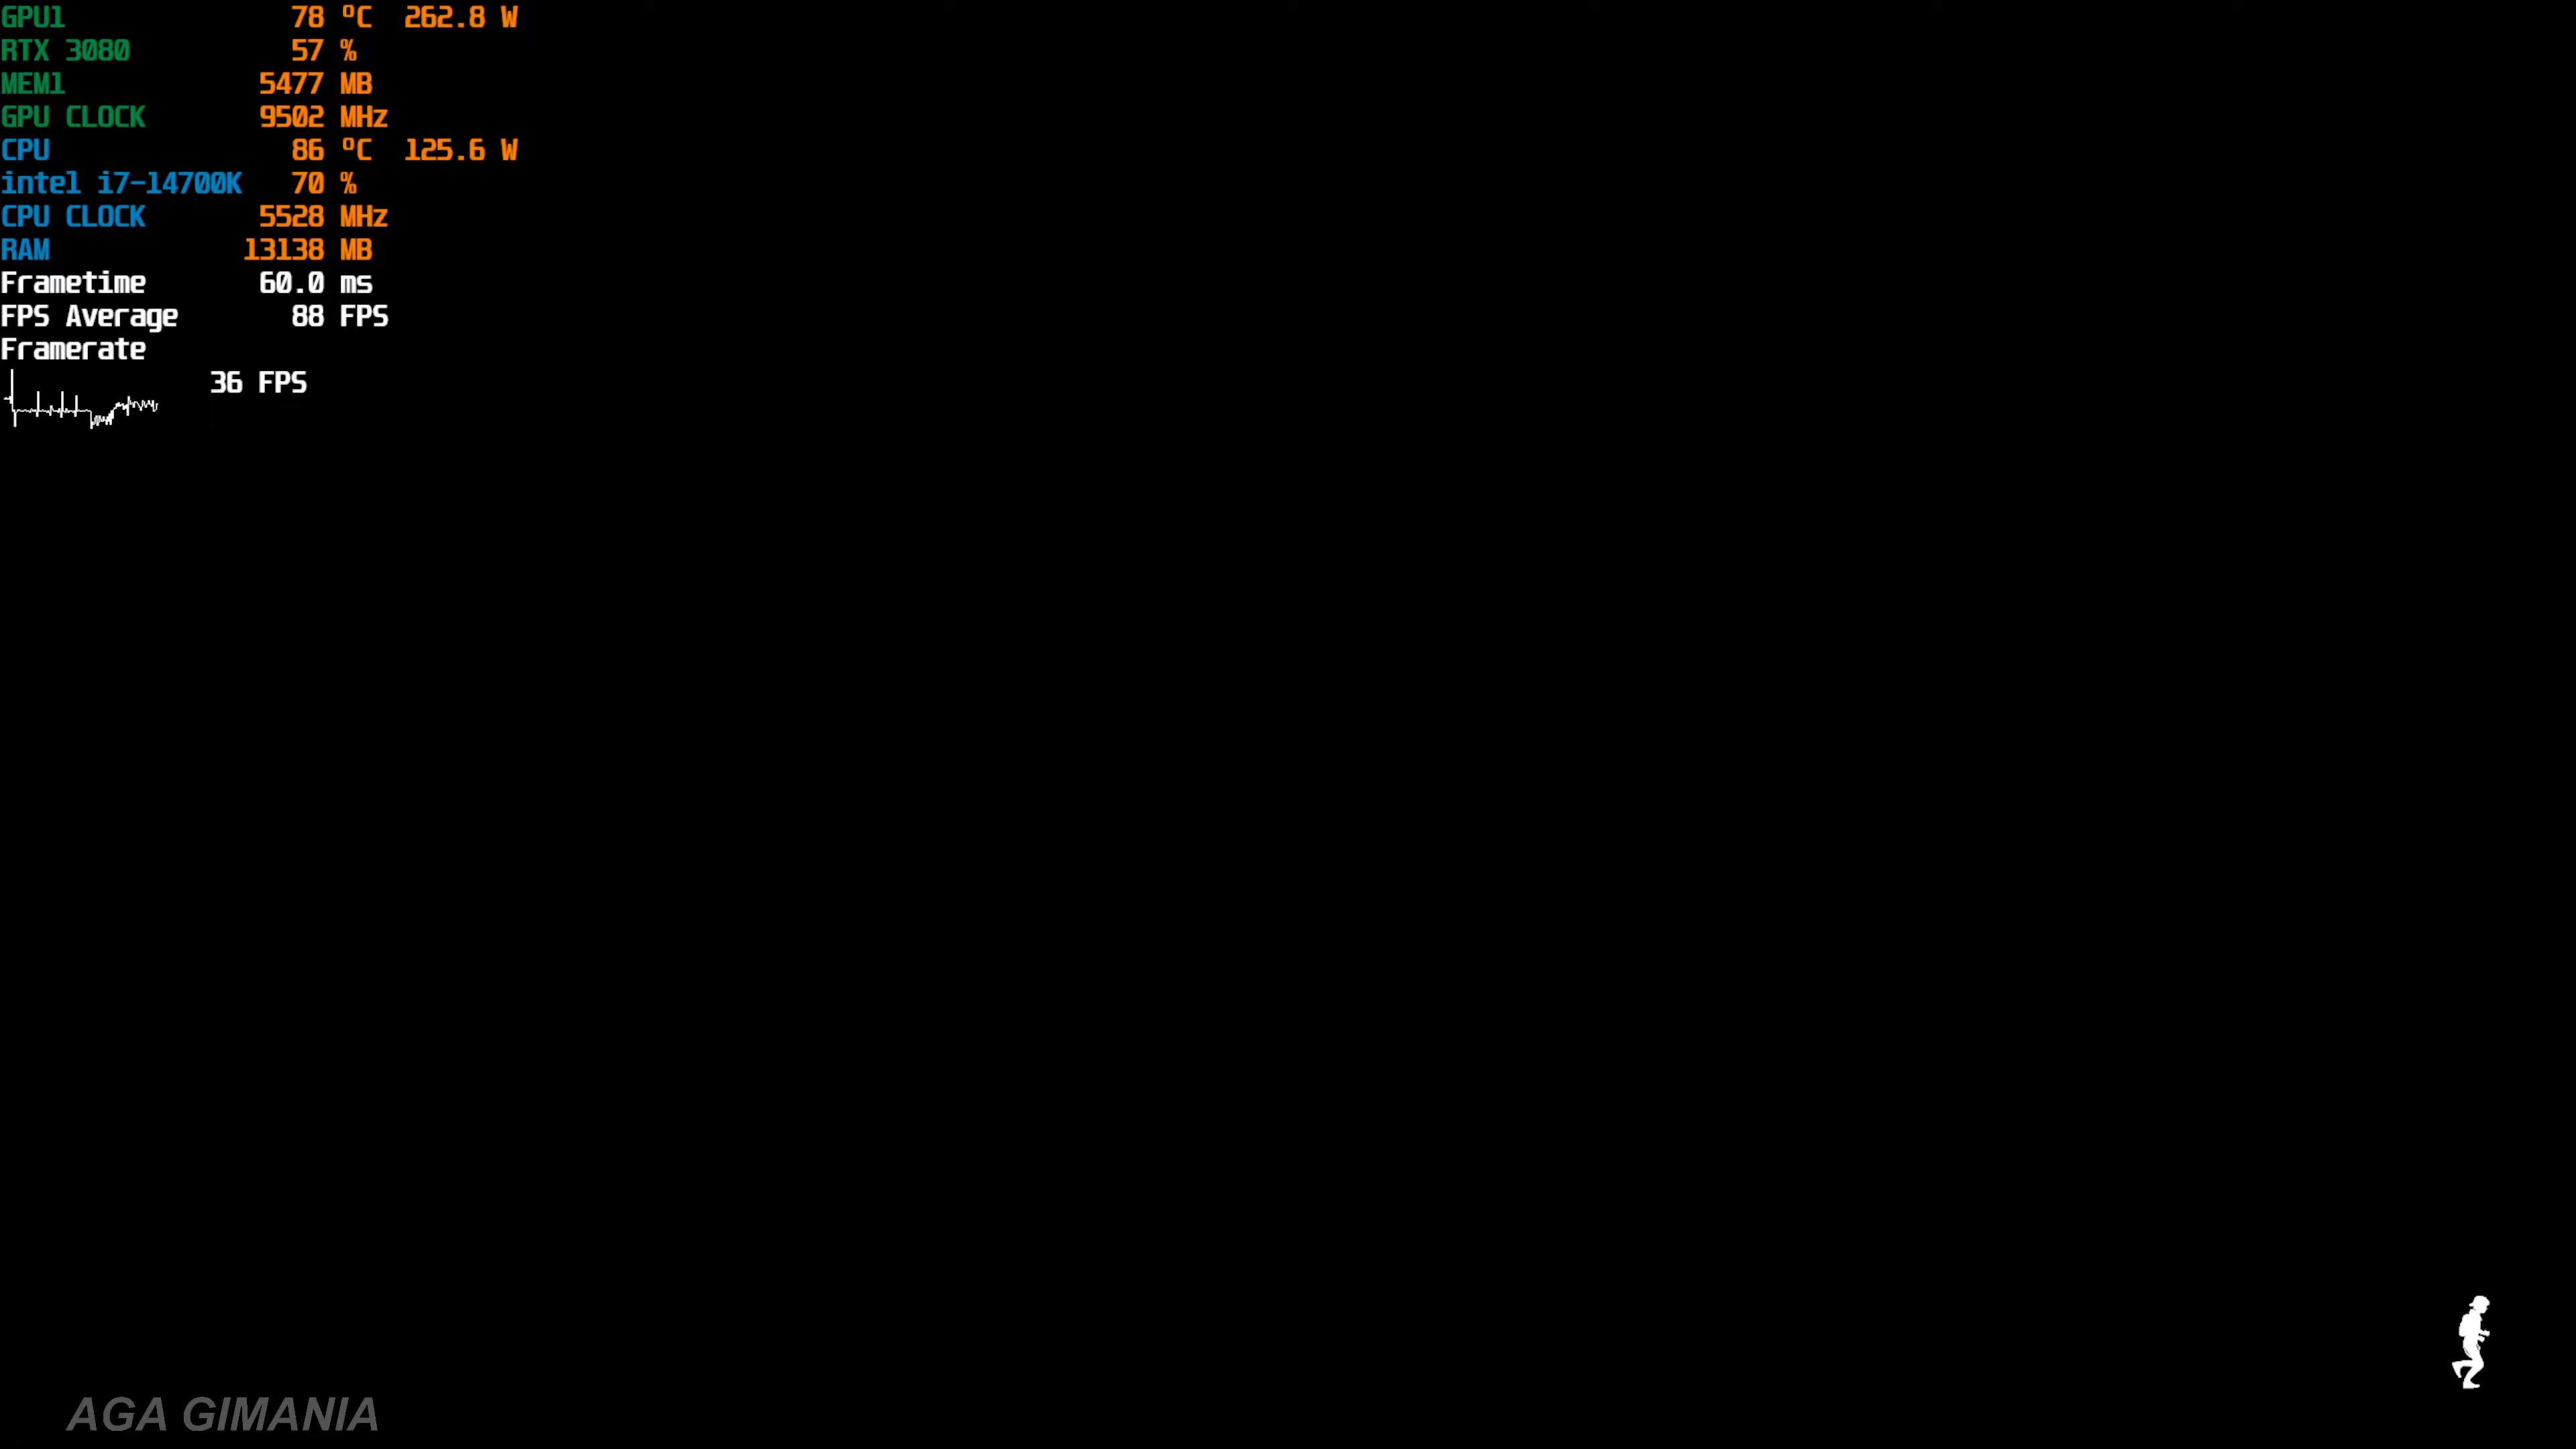 GPU1 78 °C 262.8 W
RTX 3080 57 %
MEM1 5477 MB
GPU CLOCK 9502 MHz
CPU 86 °C 125.6 W
intel i7-14700K 70 %
CPU CLOCK 5528 MHz
RAM 13138 MB
Frametime 60.0 ms
FPS Average 88 FPS
Framerate
36 FPS
AGA GIMANIA